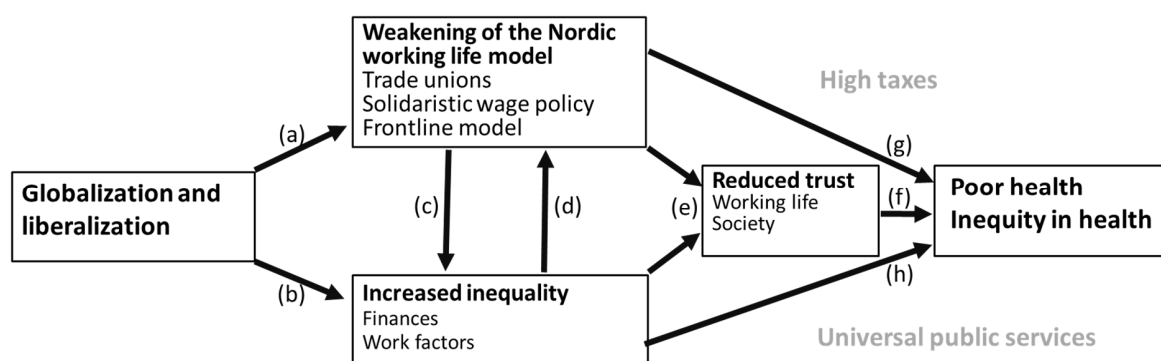 Weakening of the Nordic
working life model
Trade unions
Solidaristic wage policy
Frontline model
High taxes
(a)
(g)
Globalization and
liberalization
(c)
(d)
(e)
Reduced trust
Working life
Society
(f)
Poor health
Inequity in health
(b)
(h)
Increased inequality
Finances
Work factors
Universal public services